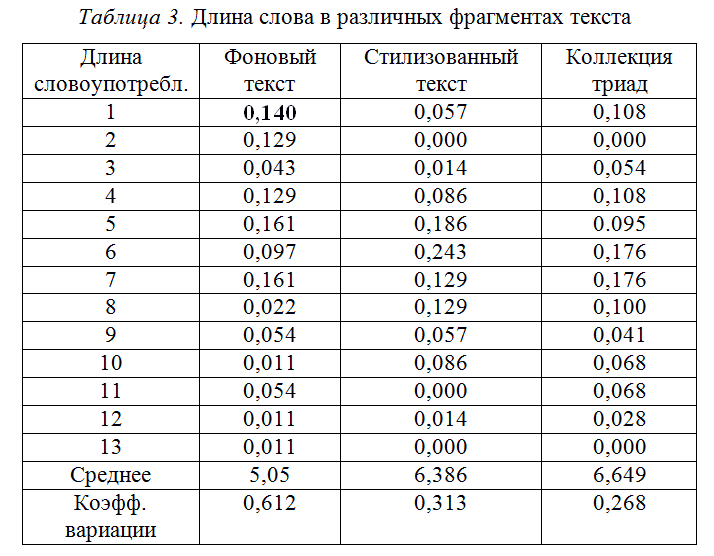 Таблица 3. Длина слова в различных фрагментах текста
Длина словоупотребл. Фоновый текст Стилизованный текст Коллекция триад
1 0,140 0,057 0,108
2 0,129 0,000 0,000
3 0,043 0,014 0,054
4 0,129 0,086 0,108
5 0,161 0,186 0.095
6 0,097 0,243 0,176
7 0,161 0,129 0,176
8 0,022 0,129 0,100
9 0,054 0,057 0,041
10 0,011 0,086 0,068
11 0,054 0,000 0,068
12 0,011 0,014 0,028
13 0,011 0,000 0,000
Среднее 5,05 6,386 6,649
Коэфф. вариации 0,612 0,313 0,268